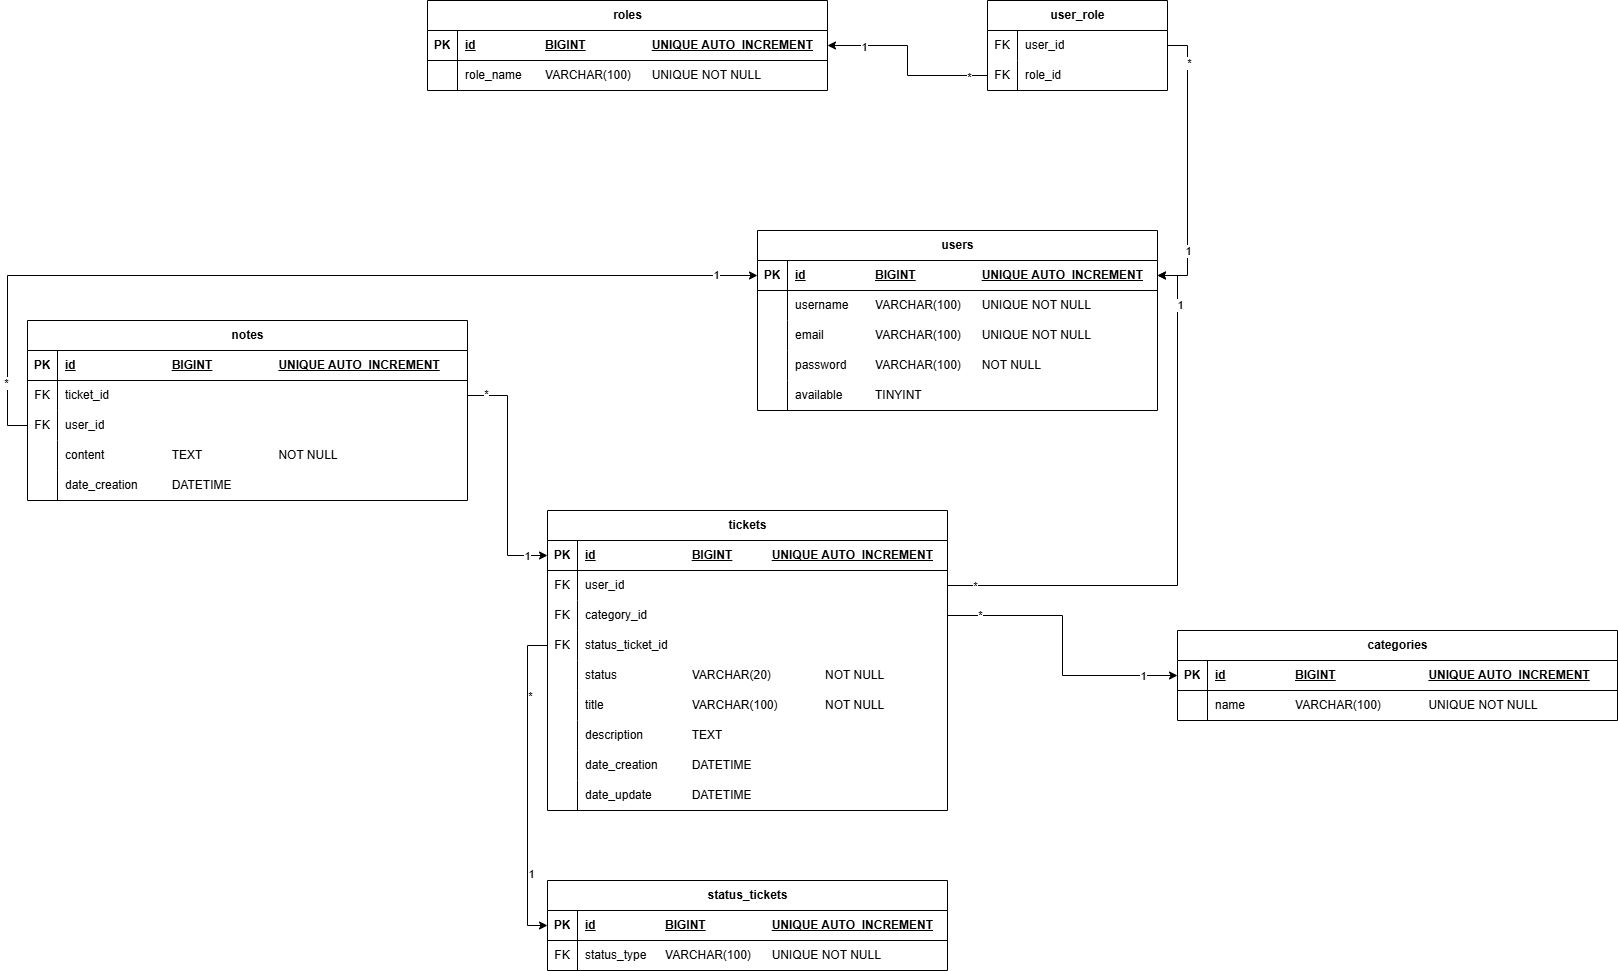 roles
PK id BIGINT UNIQUE AUTO_INCREMENT
role_name VARCHAR(100) UNIQUE NOT NULL
user_role
FK user_id
FK role_id
1
*
*
1
users
PK id BIGINT UNIQUE AUTO_INCREMENT
username VARCHAR(100) UNIQUE NOT NULL
email VARCHAR(100) UNIQUE NOT NULL
password VARCHAR(100) NOT NULL
available TINYINT
1
*
1
notes
PK id BIGINT UNIQUE AUTO_INCREMENT
FK ticket_id
FK user_id
content TEXT NOT NULL
date_creation DATETIME
*
1
tickets
PK id BIGINT UNIQUE AUTO_INCREMENT
FK user_id
FK category_id
FK status_ticket_id
status VARCHAR(20) NOT NULL
title VARCHAR(100) NOT NULL
description TEXT
date_creation DATETIME
date_update DATETIME
*
*
1
categories
PK id BIGINT UNIQUE AUTO_INCREMENT
name VARCHAR(100) UNIQUE NOT NULL
*
1
status_tickets
PK id BIGINT UNIQUE AUTO_INCREMENT
FK status_type VARCHAR(100) UNIQUE NOT NULL